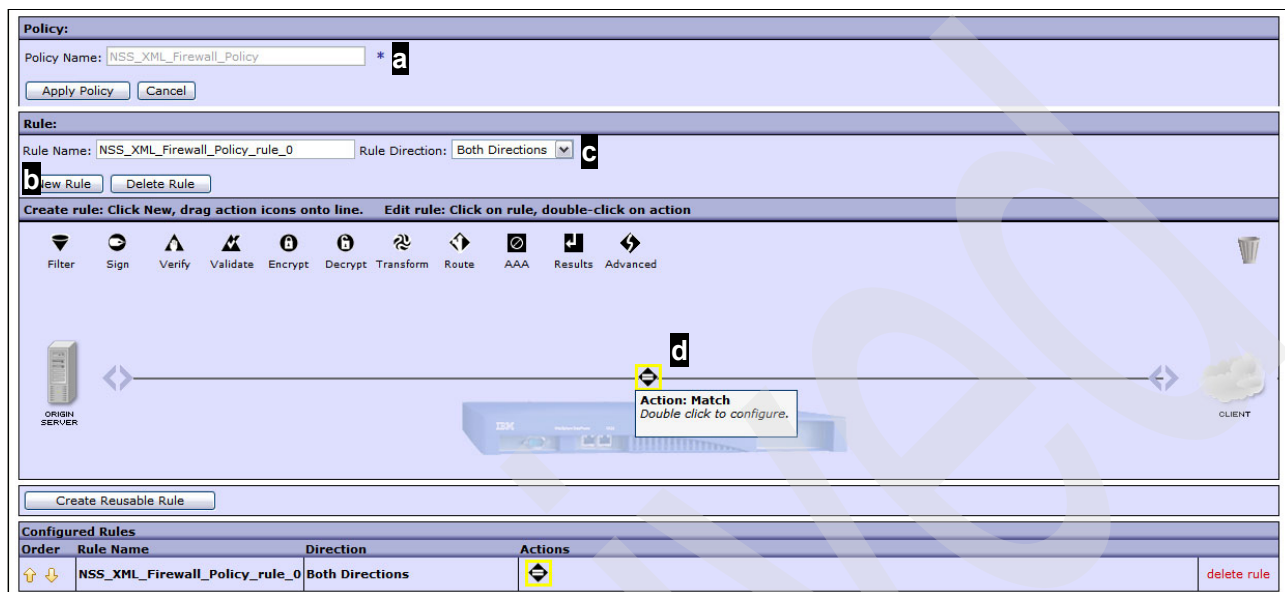 Policy:
Policy Name: NSS_XML_Firewall_Policy * a
Apply Policy Cancel
Rule:
Rule Name: NSS_XML_Firewall_Policy_rule_0 Rule Direction: Both Directions c
b ew Rule Delete Rule
Create rule: Click New, drag action icons onto line. Edit rule: Click on rule, double-click on action
Filter Sign Verify Validate Encrypt Decrypt Transform Route AAA Results Advanced
d
Action: Match
Double click to configure.
ORIGIN
SERVER
CLIENT
IBM
Create Reusable Rule
Configured Rules
Order Rule Name Direction Actions
NSS_XML_Firewall_Policy_rule_0 Both Directions delete rule